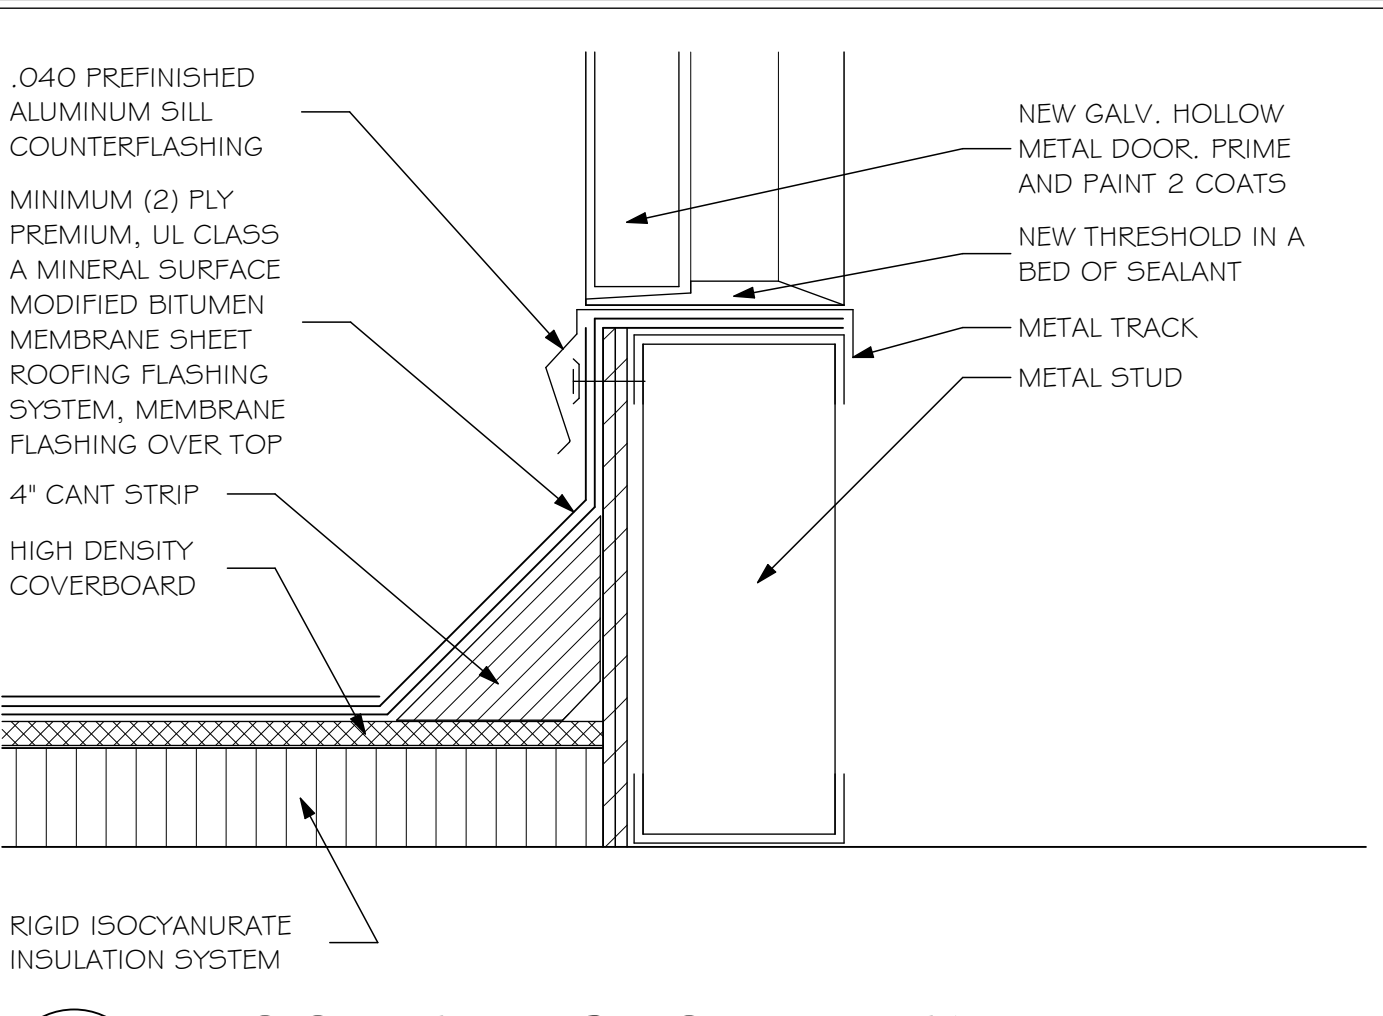 .040 PREFINISHED
ALUMINUM SILL
COUNTERFLASHING
MINIMUM (2) PLY
PREMIUM, UL CLASS
A MINERAL SURFACE
MODIFIED BITUMEN
MEMBRANE SHEET
ROOFING FLASHING
SYSTEM, MEMBRANE
FLASHING OVER TOP
4" CANT STRIP
HIGH DENSITY
COVERBOARD
RIGID ISOCYANURATE
INSULATION SYSTEM
NEW GALV. HOLLOW
METAL DOOR. PRIME
AND PAINT 2 COATS
NEW THRESHOLD IN A
BED OF SEALANT
METAL TRACK
METAL STUD